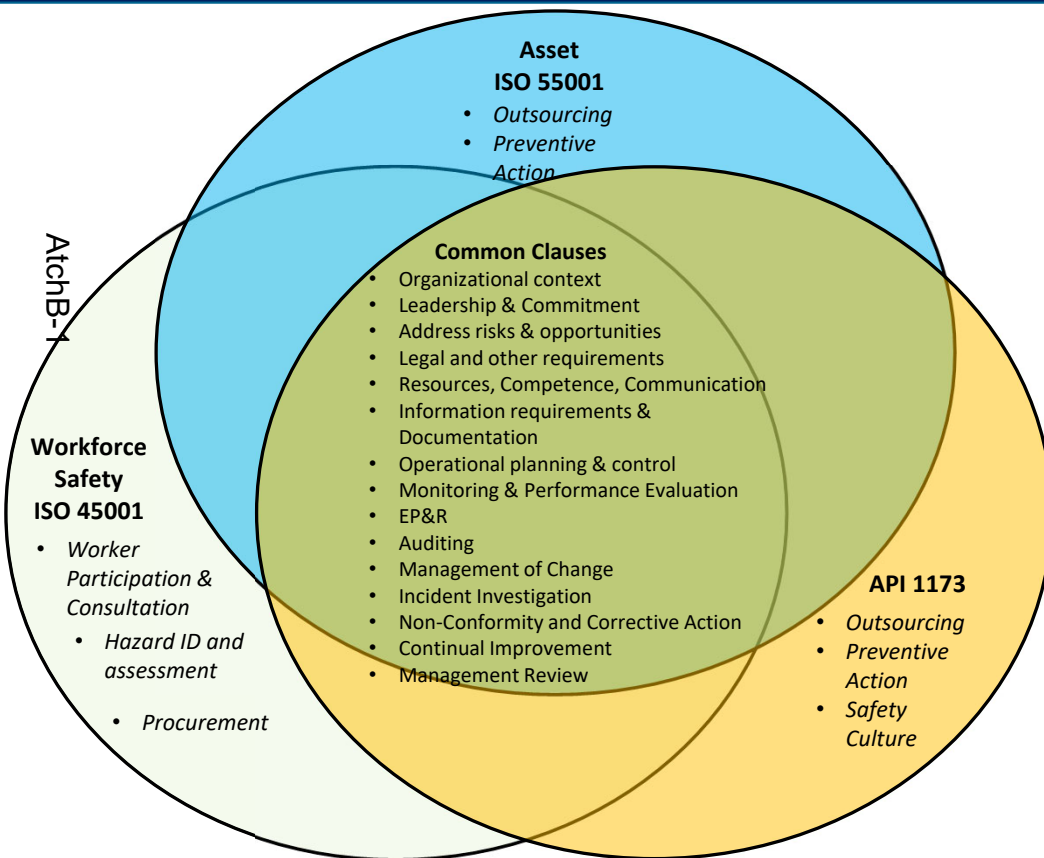 Asset
ISO 55001
• Outsourcing
• Preventive
Action
AtchB-1
Common Clauses
• Organizational context
• Leadership & Commitment
• Address risks & opportunities
• Legal and other requirements
• Resources, Competence, Communication
• Information requirements &
Documentation
• Operational planning & control
• Monitoring & Performance Evaluation
• EP&R
• Auditing
• Management of Change
• Incident Investigation
• Non-Conformity and Corrective Action
• Continual Improvement
• Management Review
Workforce
Safety
ISO 45001
• Worker
Participation &
Consultation
• Hazard ID and
assessment
• Procurement
API 1173
• Outsourcing
• Preventive
Action
• Safety
Culture